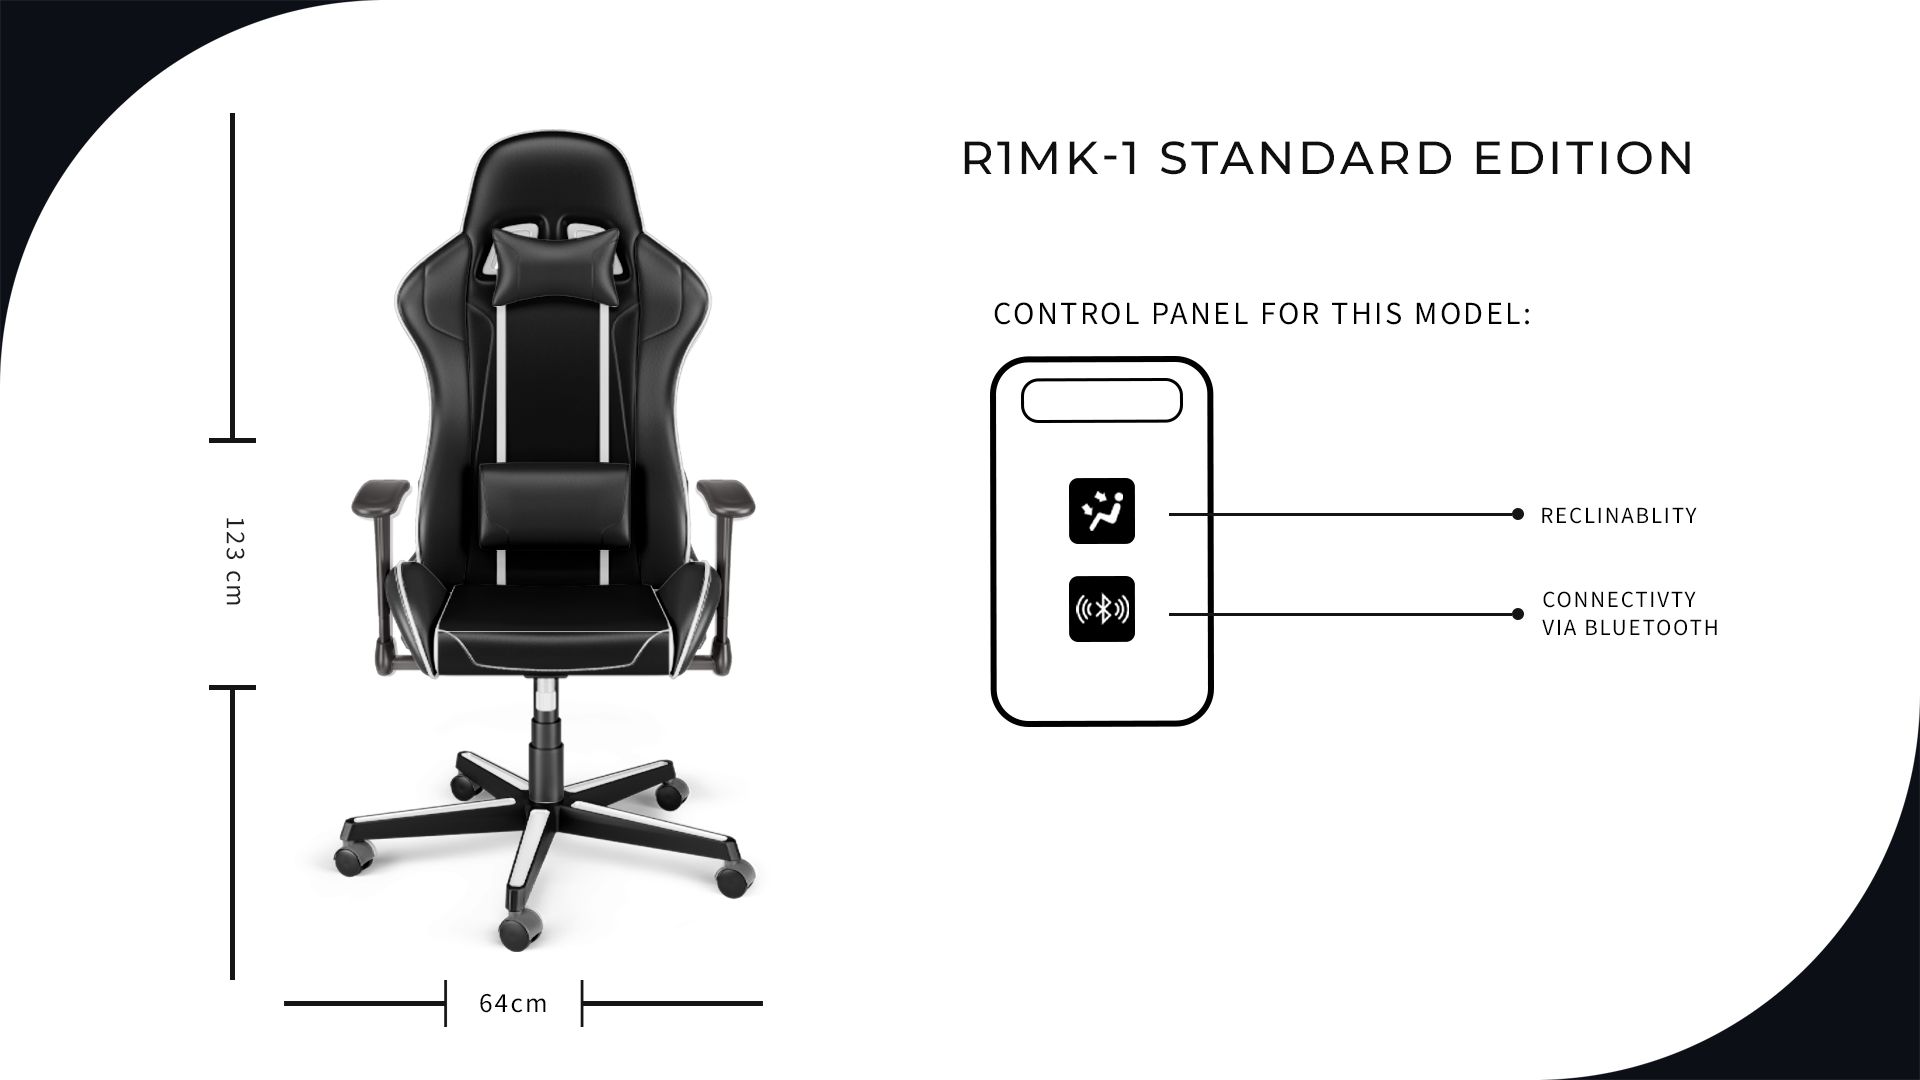 R1MK-1 STANDARD EDITION
CONTROL PANEL FOR THIS MODEL:
RECLINABLITY
CONNECTIVTY
VIA BLUETOOTH
123 cm
64cm